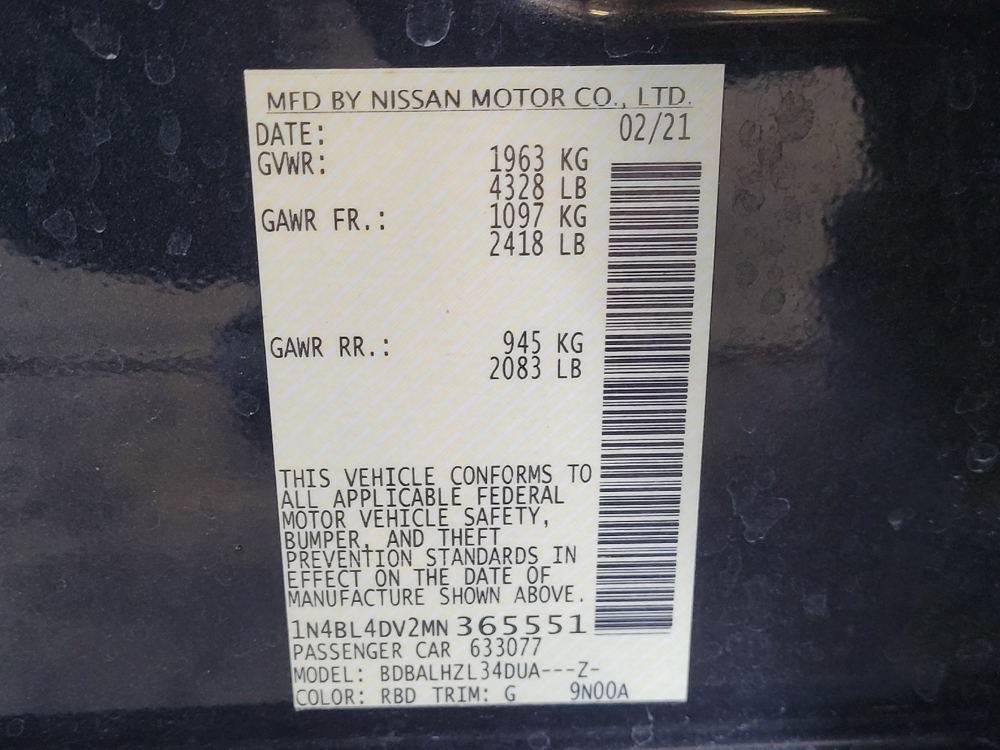 MFD BY NISSAN MOTOR CO., LTD.
DATE: 02/21
GVWR: 1963 KG
4328 LB
GAWR FR.: 1097 KG
2418 LB
GAWR RR.: 945 KG
2083 LB
THIS VEHICLE CONFORMS TO
ALL APPLICABLE FEDERAL
MOTOR VEHICLE SAFETY,
BUMPER, AND THEFT
PREVENTION STANDARDS IN
EFFECT ON THE DATE OF
MANUFACTURE SHOWN ABOVE.
1N4BL4DV2MN 365551
PASSENGER CAR 633077
MODEL: BDBALHZL34DUA---Z-
COLOR: RBD TRIM: G 9N00A